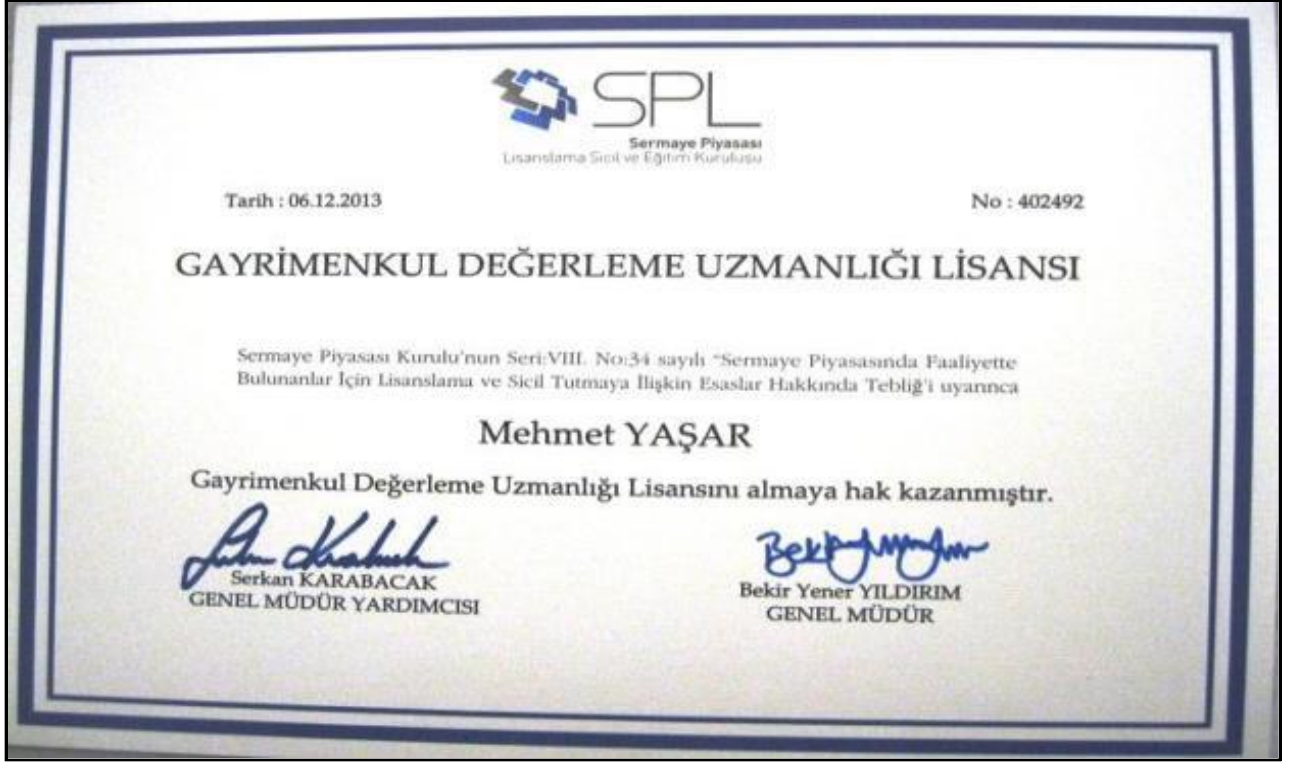 SPL
Sermaye Piyasası
Lisanslama Sicil ve Eğitim Kuruluşu
Tarih : 06.12.2013
No : 402492
GAYRİMENKUL DEĞERLEME UZMANLIĞI LİSANSI
Sermaye Piyasası Kurulu'nun Seri:VIII. No:34 sayılı "Sermaye Piyasasında Faaliyette
Bulunanlar İçin Lisanslama ve Sicil Tutmaya İlişkin Esaslar Hakkında Tebliğ'i uyarınca
Mehmet YAŞAR
Gayrimenkul Değerleme Uzmanlığı Lisansını almaya hak kazanmıştır.
Serkan KARABACAK
GENEL MÜDÜR YARDIMCISI
Bekir Yener YILDIRIM
GENEL MÜDÜR